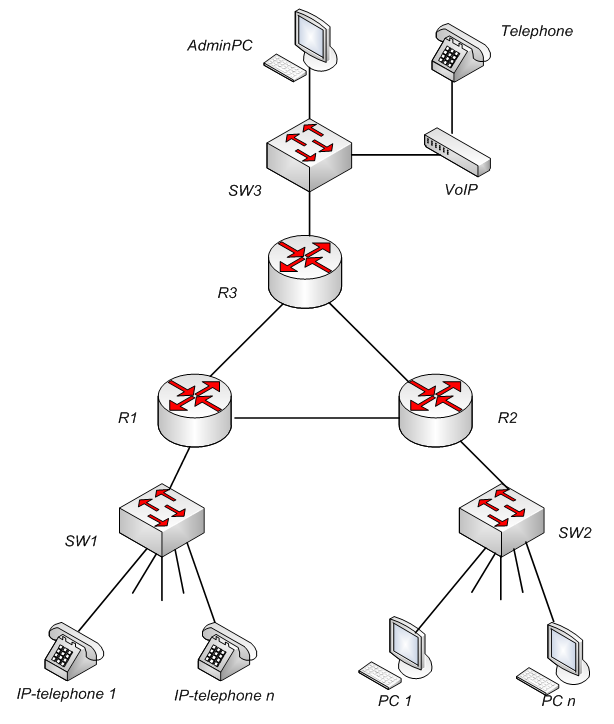 AdminPC
Telephone
SW3
VoIP
R3
R1
R2
SW1
SW2
IP-telephone 1
IP-telephone n
PC 1
PC n